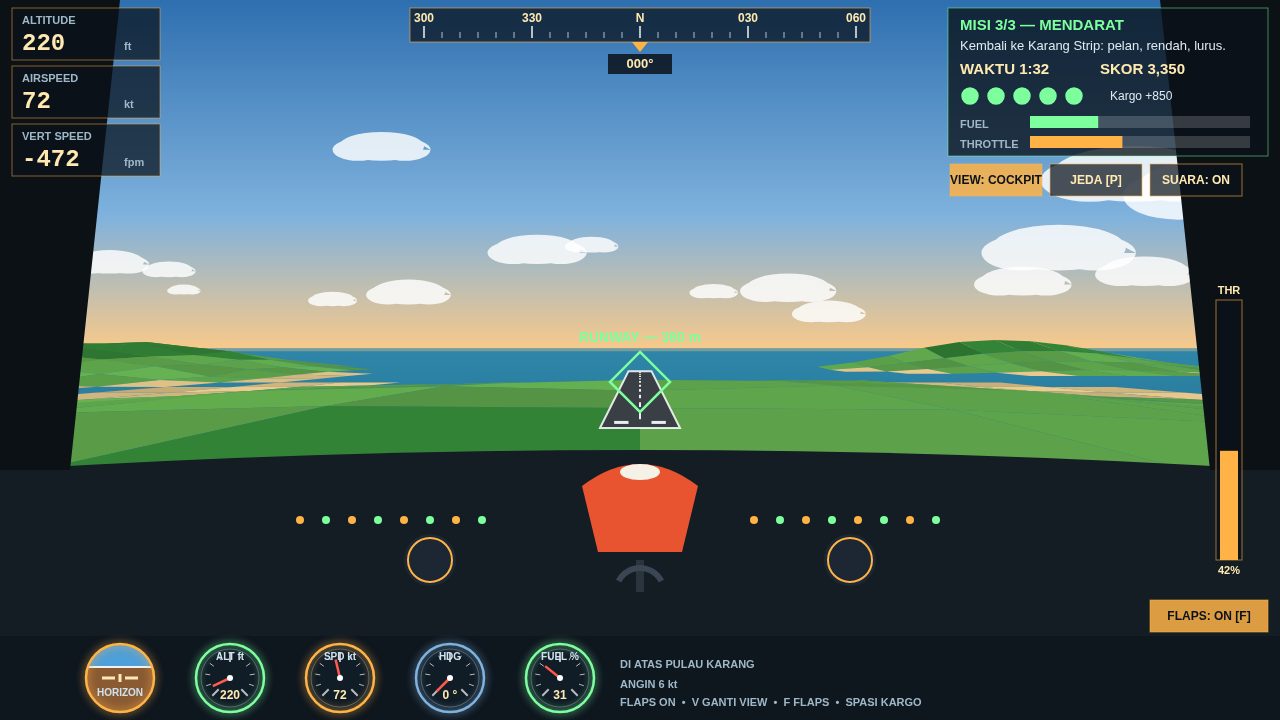 ALTITUDE
220 ft
AIRSPEED
72 kt
VERT SPEED
-472 fpm
300 330 N 030 060
000°
MISI 3/3 — MENDARAT
Kembali ke Karang Strip: pelan, rendah, lurus.
WAKTU 1:32 SKOR 3,350
Kargo +850
FUEL
THROTTLE
VIEW: COCKPIT JEDA [P] SUARA: ON
THR
42%
FLAPS: ON [F]
HORIZON
ALT ft
220
SPD kt
72
HDG
0 °
FUEL %
31
DI ATAS PULAU KARANG
ANGIN 6 kt
FLAPS ON • V GANTI VIEW • F FLAPS • SPASI KARGO
RUNWAY — m